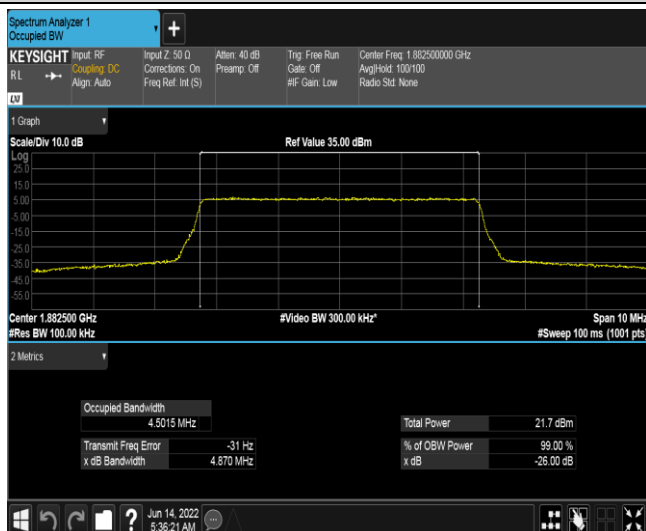 Spectrum Analyzer 1
Occupied BW
KEYSIGHT
RL
Input: RF
Coupling: DC
Align: Auto
Input Z: 50 Ω
Corrections: On
Freq Ref: Int (S)
Atten: 40 dB
Preamp: Off
Trig: Free Run
Gate: Off
#IF Gain: Low
Center Freq: 1.882500000 GHz
Avg|Hold: 100/100
Radio Std: None
LXI
1 Graph
Scale/Div 10.0 dB
Ref Value 35.00 dBm
Log
25.0
15.0
5.00
-5.00
-15.0
-25.0
-35.0
-45.0
-55.0
Center 1.882500 GHz
#Video BW 300.00 kHz*
Span 10 MHz
#Res BW 100.00 kHz
#Sweep 100 ms (1001 pts)
2 Metrics
Occupied Bandwidth
4.5015 MHz
Total Power 21.7 dBm
Transmit Freq Error -31 Hz
% of OBW Power 99.00 %
x dB Bandwidth 4.870 MHz
x dB -26.00 dB
Jun 14, 2022
5:36:21 AM